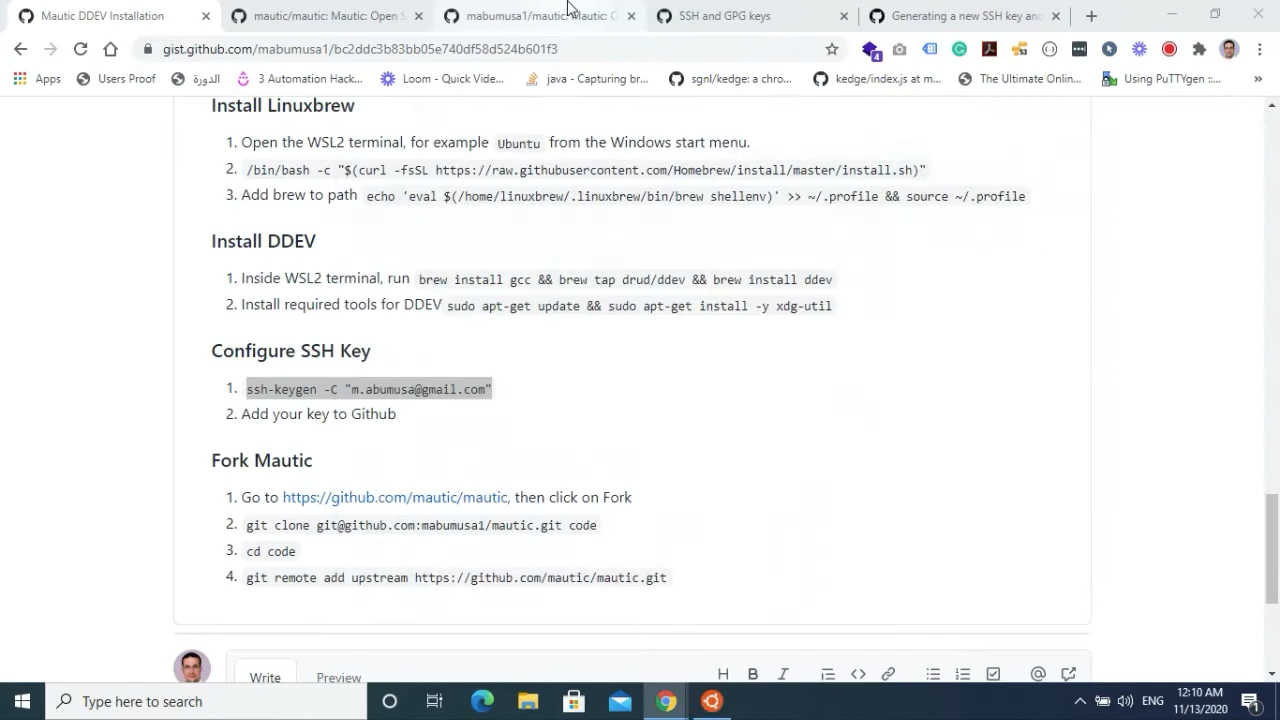 Mautic DDEV Installation
mautic/mautic: Mautic: Open S
mabumusa1/mautic: Mautic: O
SSH and GPG keys
Generating a new SSH key and
gist.github.com/mabumusa1/bc2ddc3b83bb05e740df58d524b601f3
4
Apps
Users Proof
الدورة
3 Automation Hack...
Loom - Quick Vide...
java - Capturing br...
sgnl/kedge: a chro...
kedge/index.js at m...
The Ultimate Onlin...
Using PuTTYgen ::...
»
Install Linuxbrew
1. Open the WSL2 terminal, for example Ubuntu from the Windows start menu.
2. /bin/bash -c "$(curl -fsSL https://raw.githubusercontent.com/Homebrew/install/master/install.sh)"
3. Add brew to path echo 'eval $(/home/linuxbrew/.linuxbrew/bin/brew shellenv)' >> ~/.profile && source ~/.profile
Install DDEV
1. Inside WSL2 terminal, run brew install gcc && brew tap drud/ddev && brew install ddev
2. Install required tools for DDEV sudo apt-get update && sudo apt-get install -y xdg-util
Configure SSH Key
1. ssh-keygen -C "m.abumusa@gmail.com"
2. Add your key to Github
Fork Mautic
1. Go to https://github.com/mautic/mautic, then click on Fork
2. git clone git@github.com:mabumusa1/mautic.git code
3. cd code
4. git remote add upstream https://github.com/mautic/mautic.git
Write
Preview
H B I
Type here to search
ENG
12:10 AM
11/13/2020
1